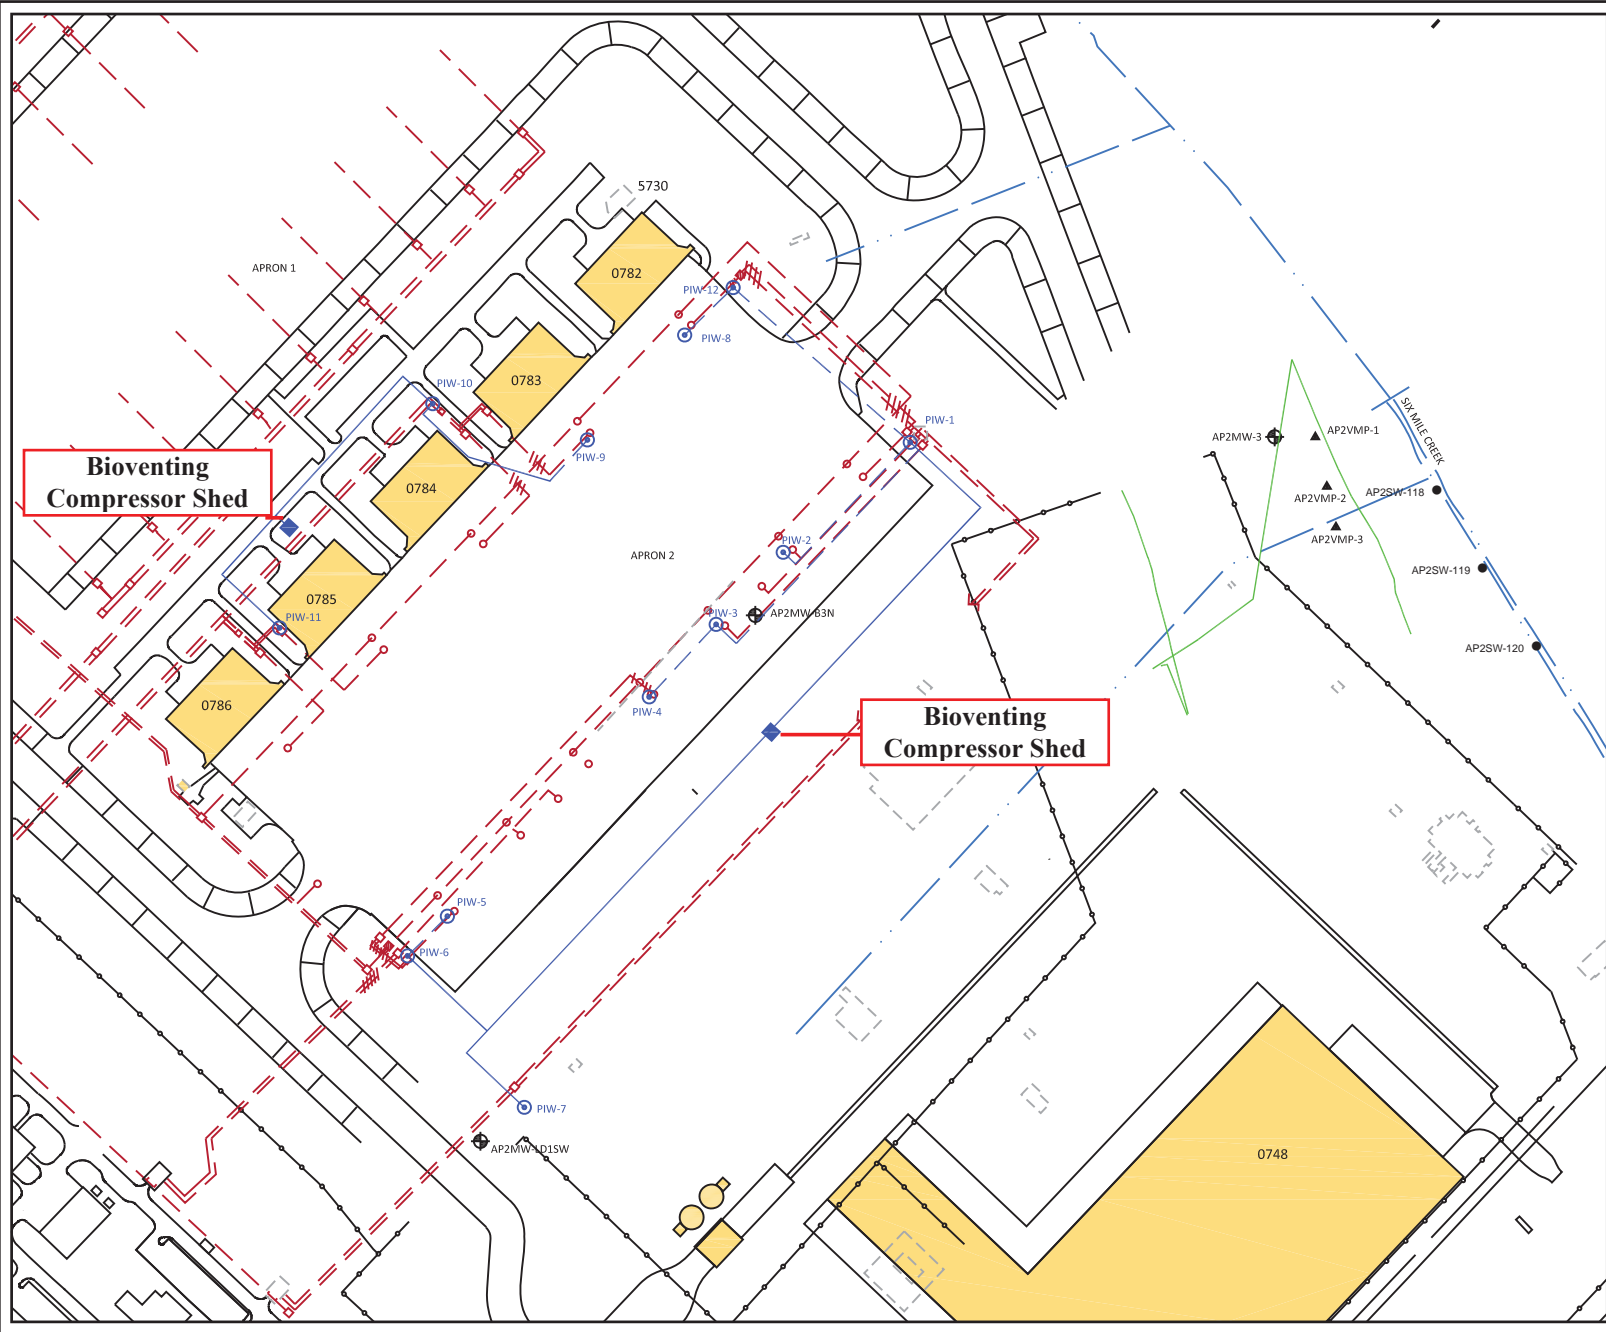 5730
APRON 1
0782
PIW-12
PIW-8
0783
PIW-10
PIW-1
PIW-9
SIX MILE CREEK
AP2MW-3
AP2VMP-1
Bioventing
Compressor Shed
0784
AP2VMP-2
AP2SW-118
PIW-2
AP2VMP-3
APRON 2
AP2SW-119
0785
PIW-11
PIW-3
AP2MW-B3N
AP2SW-120
0786
PIW-4
Bioventing
Compressor Shed
PIW-5
PIW-6
PIW-7
AP2MW-LD1SW
0748